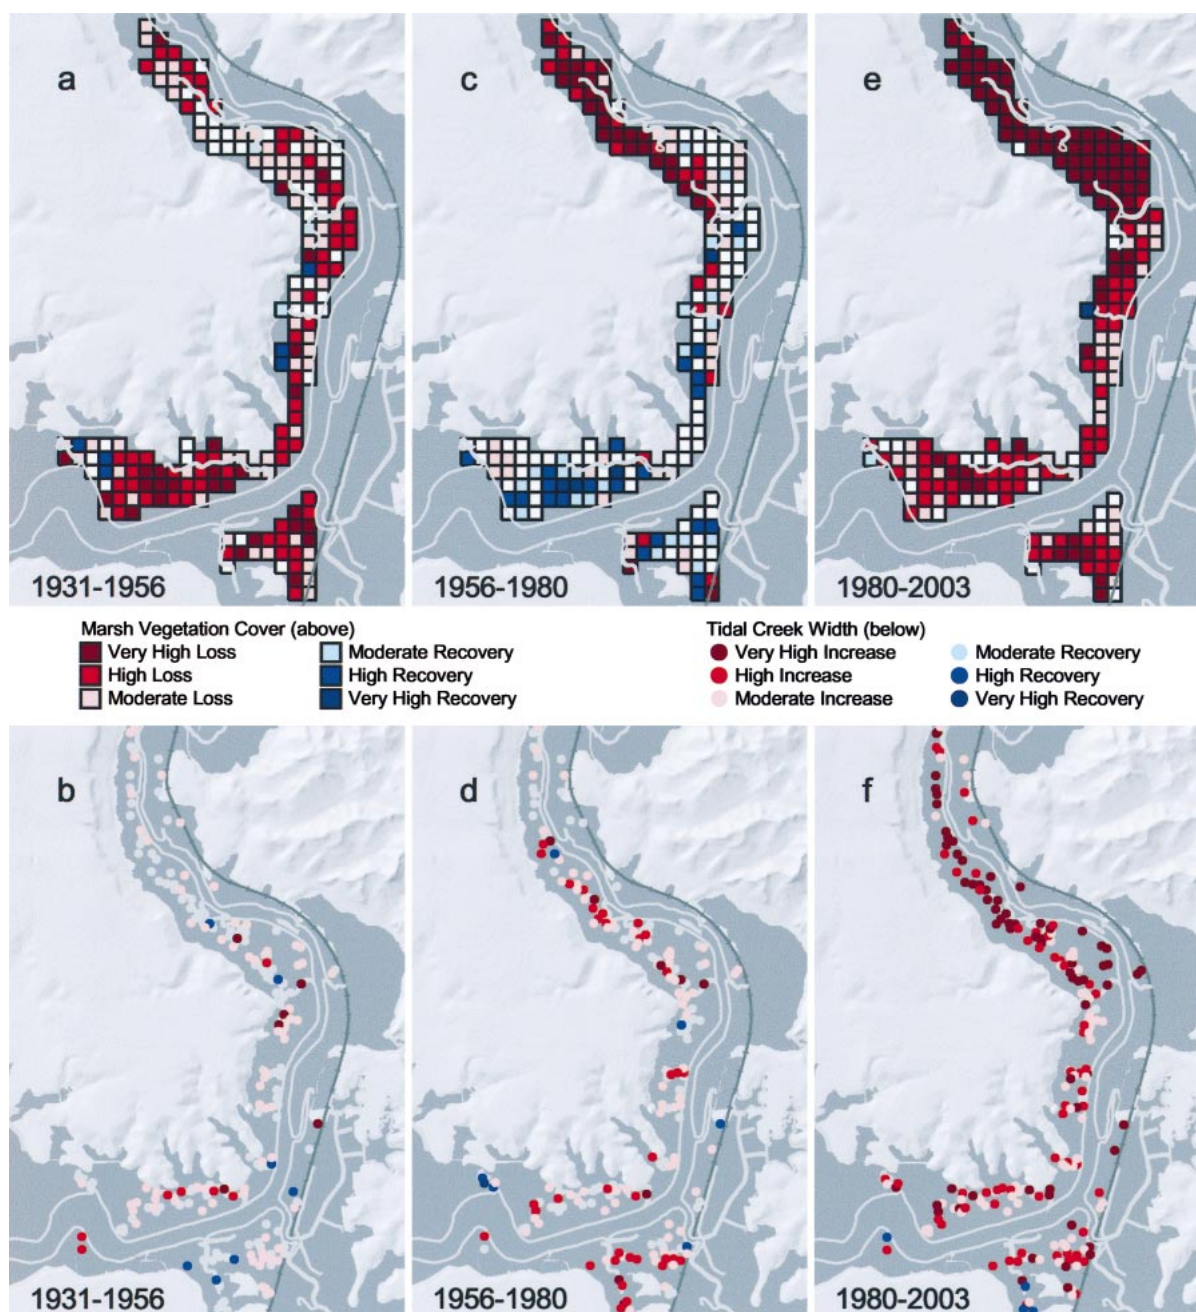 a
c
e
1931-1956
1956-1980
1980-2003
Marsh Vegetation Cover (above)
Very High Loss
High Loss
Moderate Loss
Moderate Recovery
High Recovery
Very High Recovery
Tidal Creek Width (below)
Very High Increase
High Increase
Moderate Increase
Moderate Recovery
High Recovery
Very High Recovery
b
d
f
1931-1956
1956-1980
1980-2003